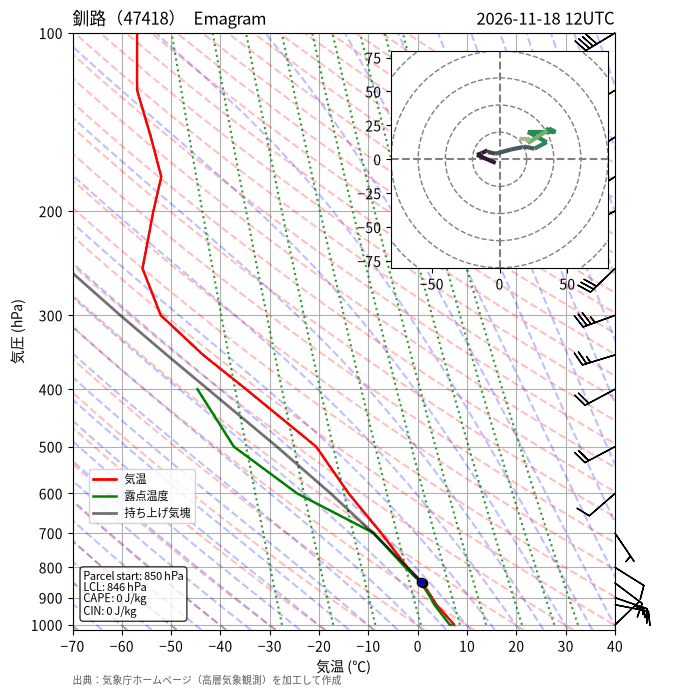 釧路（47418） Emagram
2026-11-18 12UTC
100
200
300
400
500
600
700
800
900
1000
気圧 (hPa)
75
50
25
0
−25
−50
−75
−50
0
50
気温
露点温度
持ち上げ気塊
Parcel start: 850 hPa
LCL: 846 hPa
CAPE: 0 J/kg
CIN: 0 J/kg
−70
−60
−50
−40
−30
−20
−10
0
10
20
30
40
気温 (℃)
出典：気象庁ホームページ（高層気象観測）を加工して作成